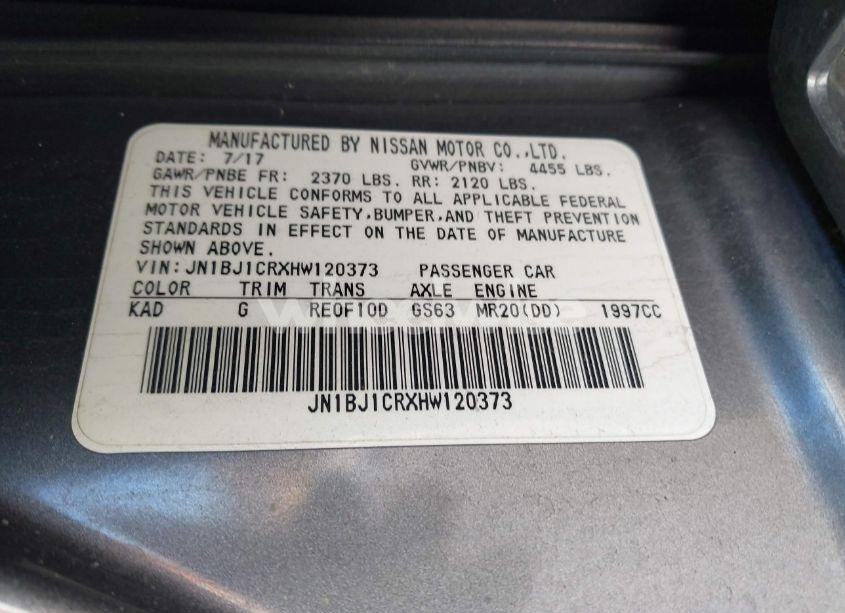 MANUFACTURED BY NISSAN MOTOR CO.,LTD.
DATE: 7/17 GVWR/PNBV: 4455 LBS.
GAWR/PNBE FR: 2370 LBS. RR: 2120 LBS.
THIS VEHICLE CONFORMS TO ALL APPLICABLE FEDERAL
MOTOR VEHICLE SAFETY,BUMPER,AND THEFT PREVENTION
STANDARDS IN EFFECT ON THE DATE OF MANUFACTURE
SHOWN ABOVE.
VIN:JN1BJ1CRXHW120373 PASSENGER CAR
COLOR TRIM TRANS AXLE ENGINE
KAD G RE0F10D GS63 MR20(DD) 1997CC
JN1BJ1CRXHW120373